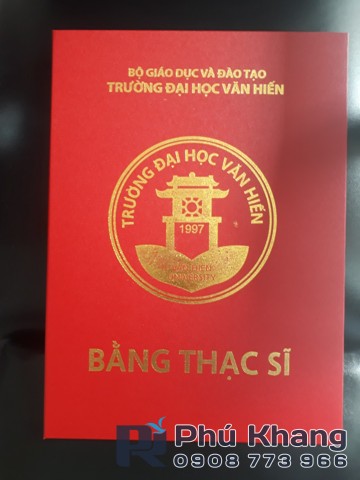 BỘ GIÁO DỤC VÀ ĐÀO TẠO
TRƯỜNG ĐẠI HỌC VĂN HIẾN
TRƯỜNG ĐẠI HỌC VĂN HIẾN
1997
BẰNG THẠC SĨ
Phú Khang
0908 773 966